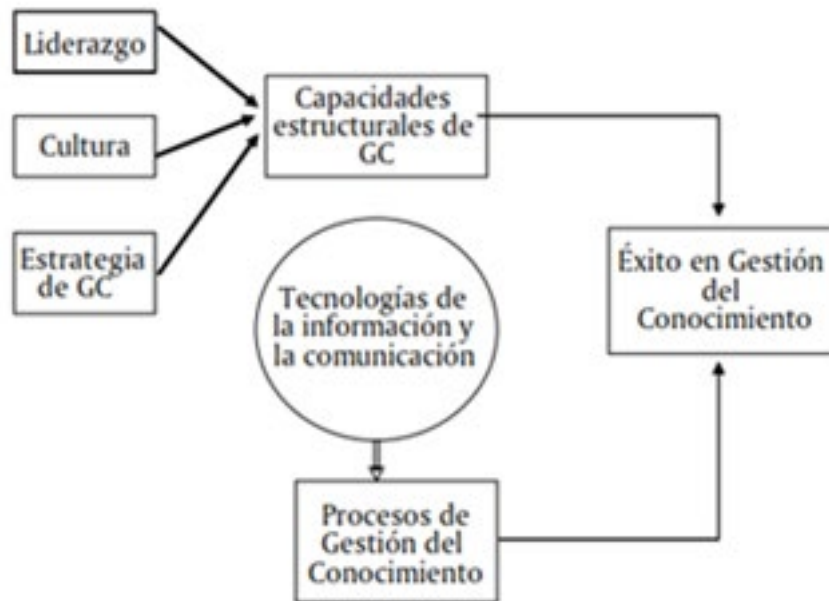 Liderazgo
Cultura
Estrategia
de GC
Capacidades
estructurales de
GC
Tecnologías de
la información y
la comunicación
Éxito en Gestión
del
Conocimiento
Procesos de
Gestión del
Conocimiento